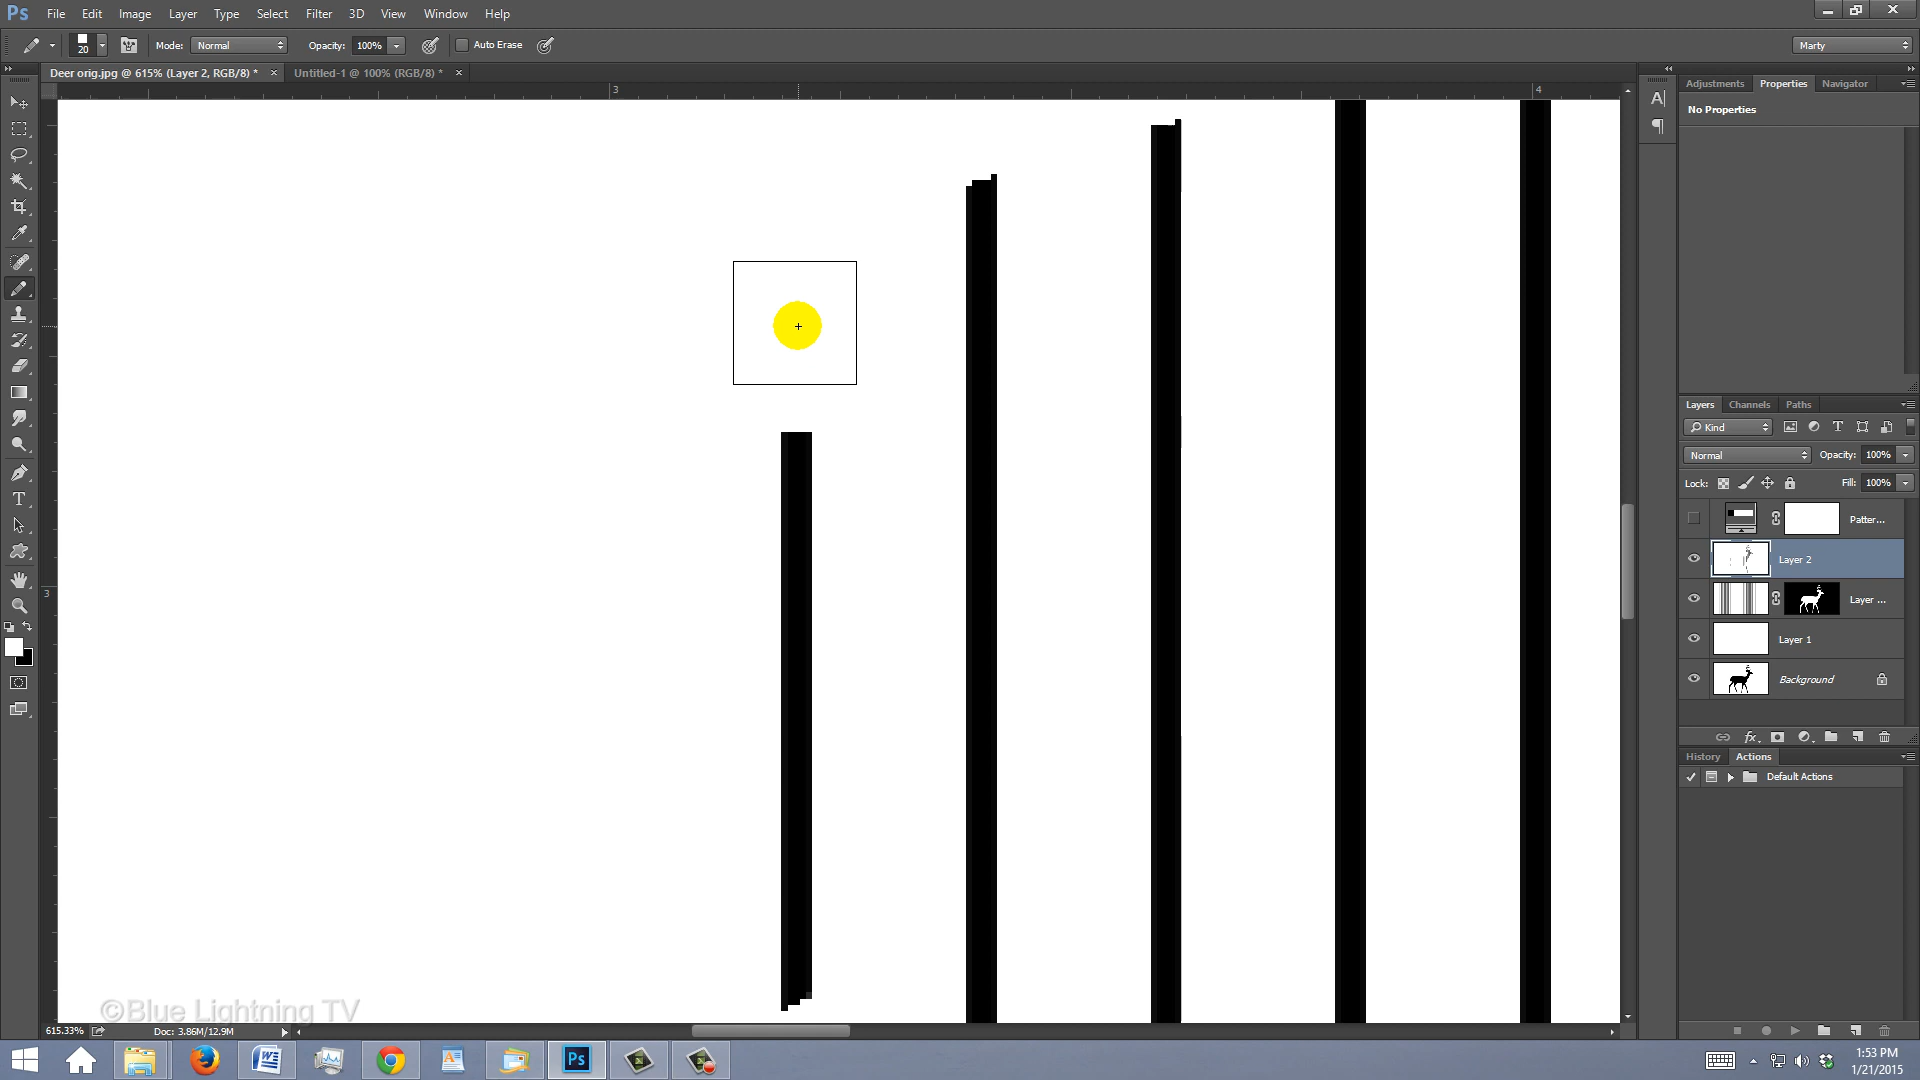 Ps File Edit Image Layer Type Select Filter 3D View Window Help
20 Mode: Normal Opacity: 100% Auto Erase Marty
Deer orig.jpg @ 615% (Layer 2, RGB/8) * × Untitled-1 @ 100% (RGB/8) * ×
3 4
Adjustments Properties Navigator
No Properties
3
Layers Channels Paths
Kind
Normal Opacity: 100%
Lock: Fill: 100%
Patter...
Layer 2
Layer ...
Layer 1
Background
fx
History Actions
Default Actions
©Blue Lightning TV
615.33% Doc: 3.86M/12.9M
Ps
1:53 PM
1/21/2015